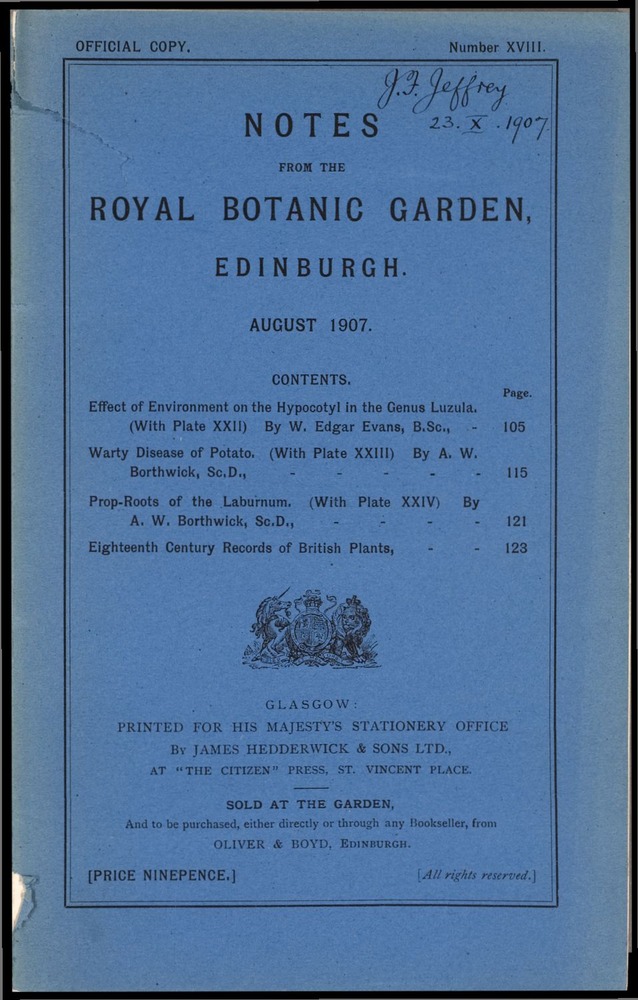 OFFICIAL COPY. Number XVIII.
J. F. Jeffrey
23. X. 1907.
NOTES
FROM THE
ROYAL BOTANIC GARDEN,
EDINBURGH.
AUGUST 1907.
CONTENTS.
Page.
Effect of Environment on the Hypocotyl in the Genus Luzula.
(With Plate XXII) By W. Edgar Evans, B.Sc., - 105
Warty Disease of Potato. (With Plate XXIII) By A. W.
Borthwick, Sc.D., - - - - - 115
Prop-Roots of the Laburnum. (With Plate XXIV) By
A. W. Borthwick, Sc.D., - - - - 121
Eighteenth Century Records of British Plants, - - 123
GLASGOW:
PRINTED FOR HIS MAJESTY'S STATIONERY OFFICE
By JAMES HEDDERWICK & SONS LTD.,
AT "THE CITIZEN" PRESS, ST. VINCENT PLACE.
SOLD AT THE GARDEN,
And to be purchased, either directly or through any Bookseller, from
OLIVER & BOYD, EDINBURGH.
[PRICE NINEPENCE.] [All rights reserved.]